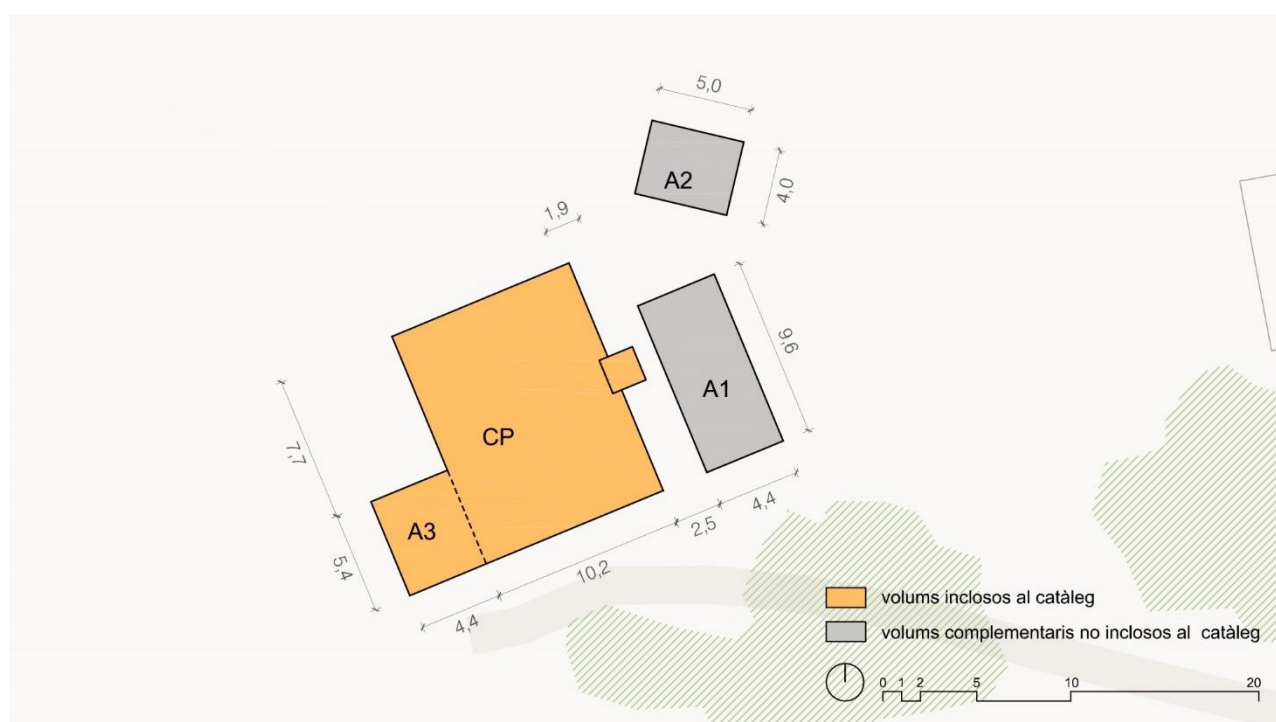 5,0
A2
4,0
1,9
9,6
A1
7,7
CP
A3
5,4
4,4
10,2
2,5
4,4
volums inclosos al catàleg
volums complementaris no inclosos al catàleg
0 1 2 5 10 20